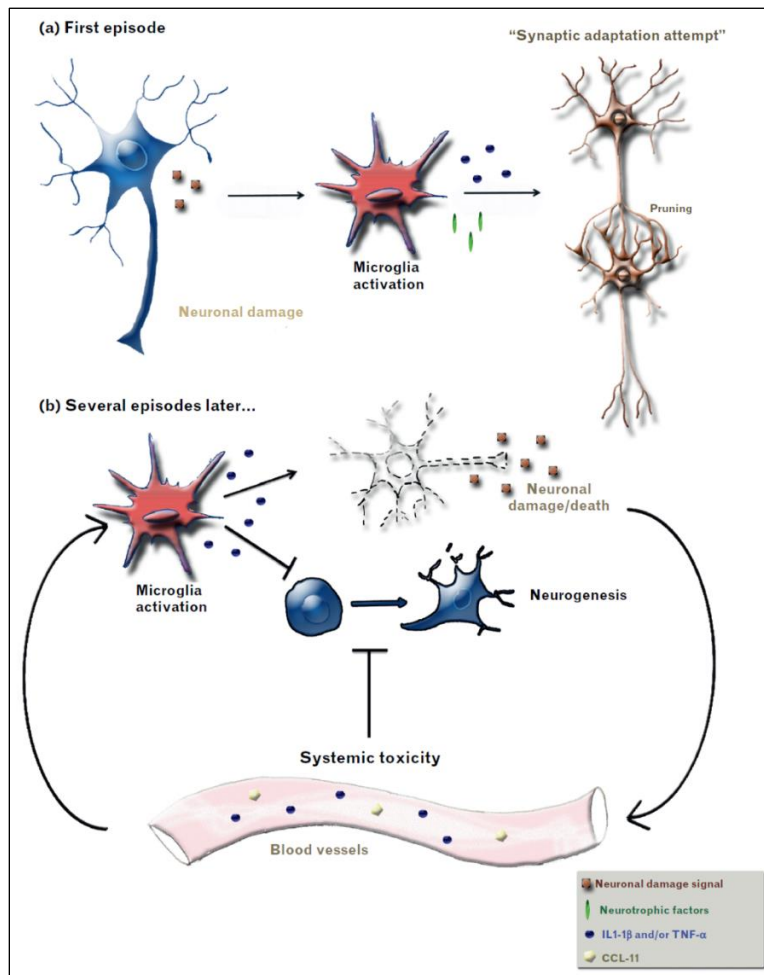 (a) First episode
“Synaptic adaptation attempt”
Pruning
Microglia
activation
Neuronal damage
(b) Several episodes later...
Neuronal
damage/death
Microglia
activation
Neurogenesis
Systemic toxicity
Blood vessels
Neuronal damage signal
Neurotrophic factors
IL1-1β and/or TNF-α
CCL-11